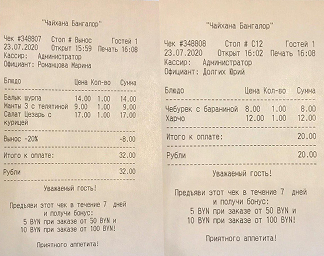 "Чайхана Бангалор"
Чек #348807 Стол # Вынос Гостей 1
23.07.2020 Открыт 15:59 Печать 16:08
Кассир: Администратор
Официант: Романцова Марина
Блюдо Цена Кол-во Сумма
Балык шурпа 14.00 1.00 14.00
Манты 3 с телятиной 9.00 1.00 9.00
Салат Цезарь с 17.00 1.00 17.00
курицей
Вынос -20% -8.00
Итого к оплате: 32.00
Рубли 32.00
Уважаемый гость!
Предъяви этот чек в течение 7 дней
и получи бонус:
5 BYN при заказе от 50 BYN и
10 BYN при заказе от 100 BYN!
Приятного аппетита!
"Чайхана Бангалор"
Чек #348808 Стол # С12 Гостей 1
23.07.2020 Открыт 16:02 Печать 16:08
Кассир: Администратор
Официант: Долгих Юрий
Блюдо Цена Кол-во Сумма
Чебурек с бараниной 8.00 1.00 8.00
Харчо 12.00 1.00 12.00
Итого к оплате: 20.00
Рубли 20.00
Уважаемый гость!
Предъяви этот чек в течение 7 дней
и получи бонус:
5 BYN при заказе от 50 BYN и
10 BYN при заказе от 100 BYN!
Приятного аппетита!